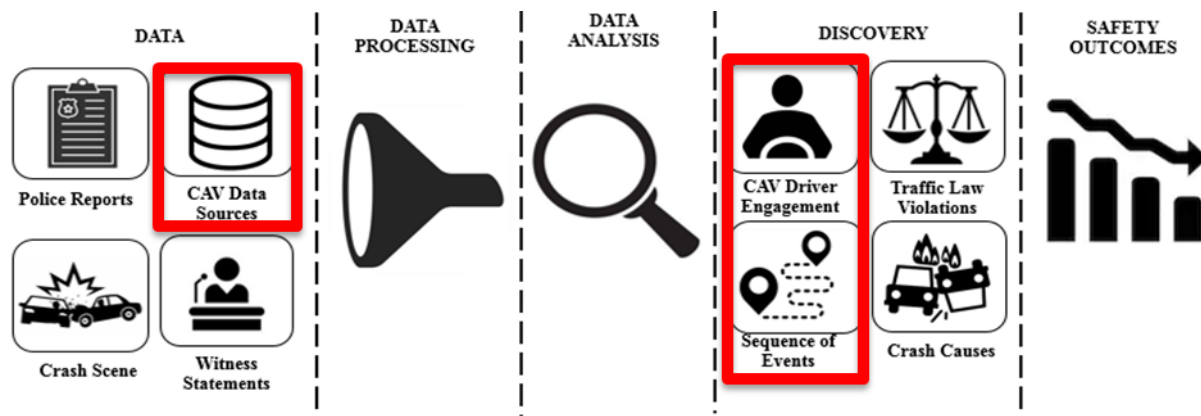 DATA
Police Reports
CAV Data
Sources
Crash Scene
Witness
Statements
DATA
PROCESSING
DATA
ANALYSIS
DISCOVERY
CAV Driver
Engagement
Traffic Law
Violations
Sequence of
Events
Crash Causes
SAFETY
OUTCOMES